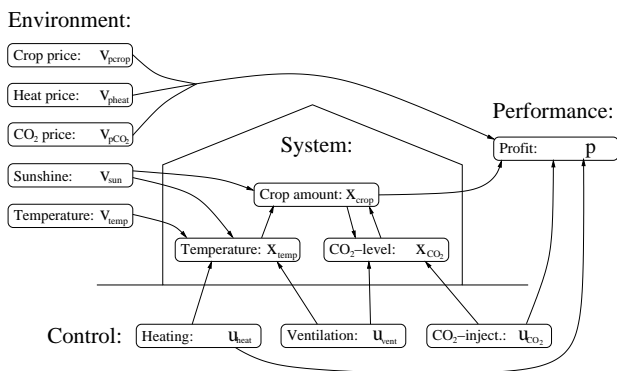 Environment:
Crop price: v_pcrop
Heat price: v_pheat
CO₂ price: v_pCO₂
Sunshine: v_sun
Temperature: v_temp
System:
Crop amount: x_crop
Temperature: x_temp
CO₂–level: x_CO₂
Performance:
Profit: p
Control:
Heating: u_heat
Ventilation: u_vent
CO₂–inject.: u_CO₂